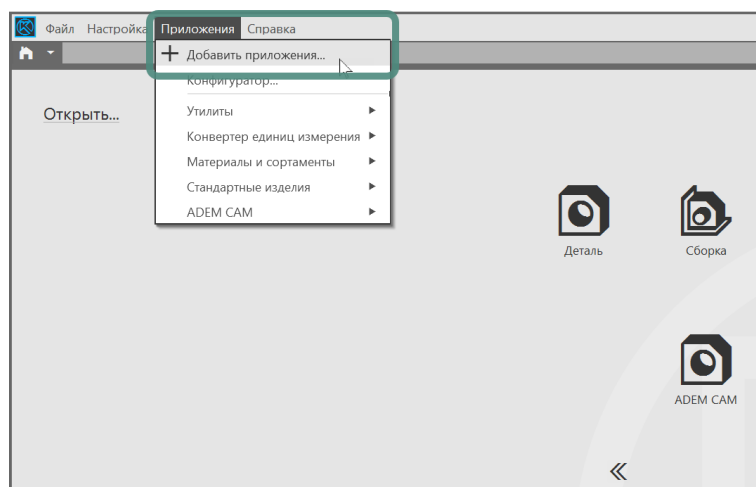 Файл Настройка Приложения Справка
Добавить приложения...
Конфигуратор...
Открыть...
Утилиты
Конвертер единиц измерения
Материалы и сортаменты
Стандартные изделия
ADEM CAM
Деталь Сборка
ADEM CAM